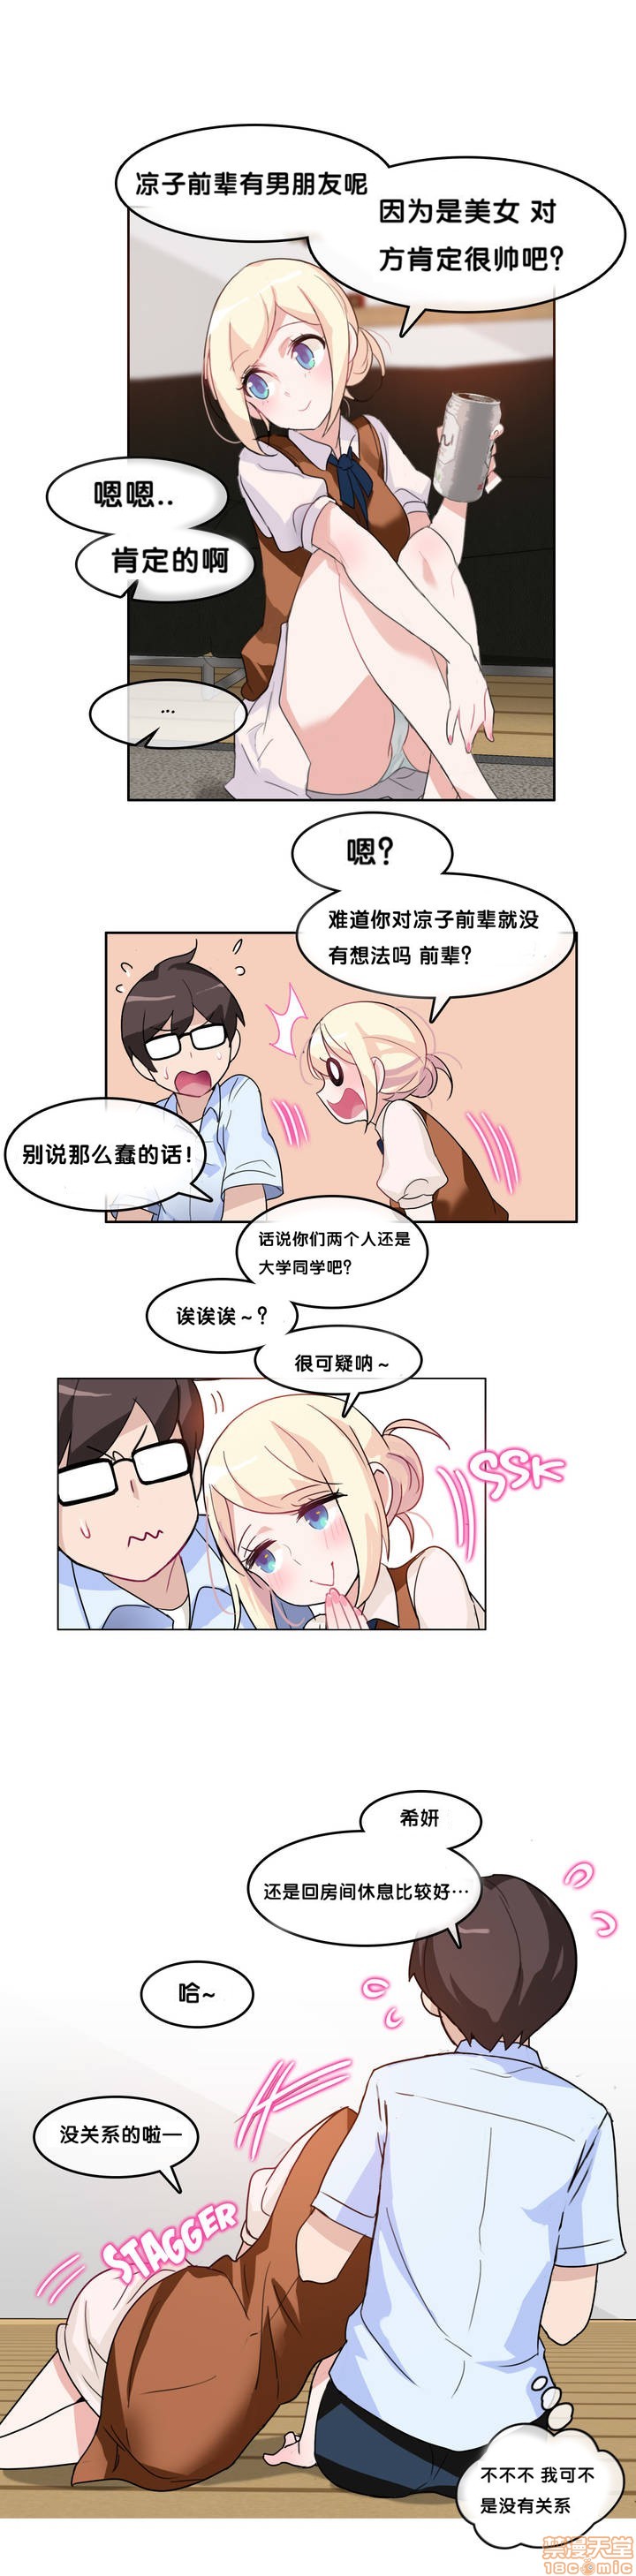 凉子前辈有男朋友呢
因为是美女 对
方肯定很帅吧?
嗯嗯..
肯定的啊
...
嗯?
难道你对凉子前辈就没
有想法吗 前辈?
别说那么蠢的话!
话说你们两个人还是
大学同学吧?
诶诶诶~?
很可疑呐~
SSK
希妍
还是回房间休息比较好…
哈~
没关系的啦—
STAGGER
不不不 我可不
是没有关系
禁漫天堂
18comic